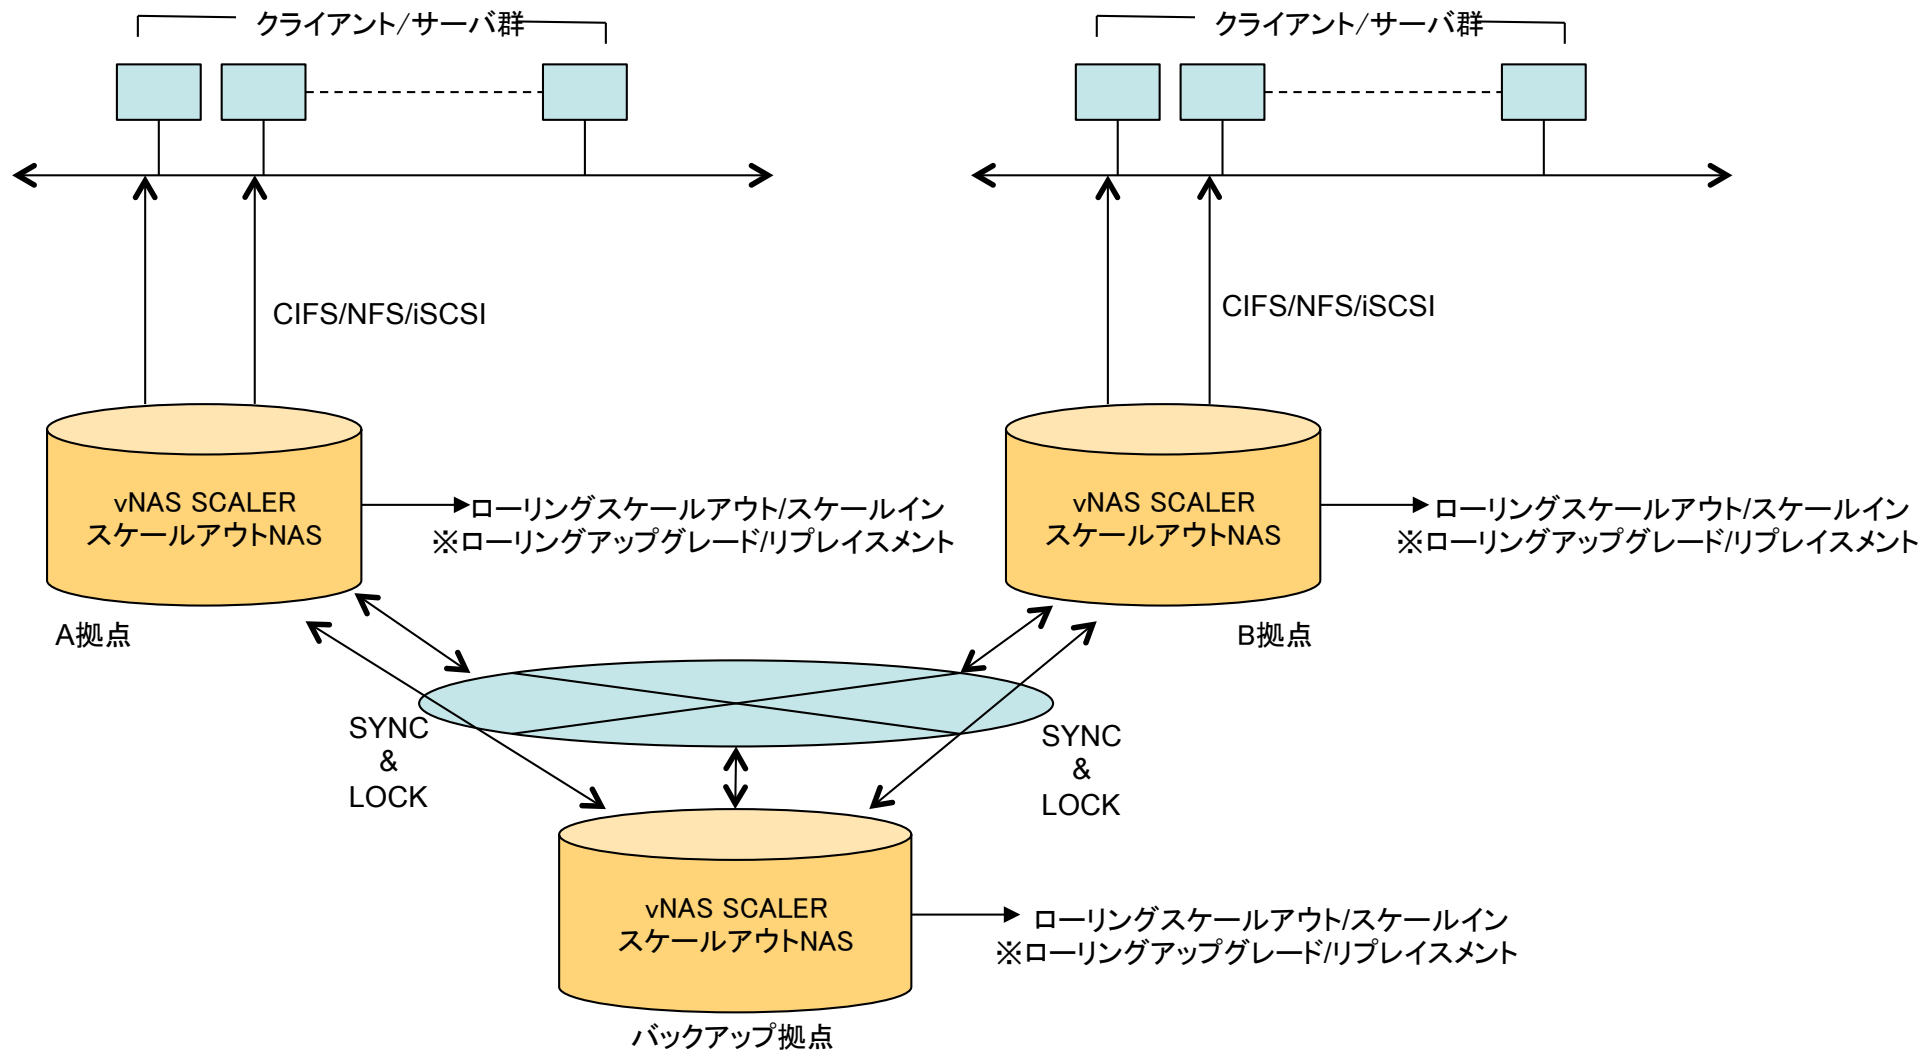 クライアント/サーバ群
クライアント/サーバ群
CIFS/NFS/iSCSI
CIFS/NFS/iSCSI
vNAS SCALER
スケールアウトNAS
ローリングスケールアウト/スケールイン
※ローリングアップグレード/リプレイスメント
A拠点
vNAS SCALER
スケールアウトNAS
ローリングスケールアウト/スケールイン
※ローリングアップグレード/リプレイスメント
B拠点
SYNC
&
LOCK
SYNC
&
LOCK
vNAS SCALER
スケールアウトNAS
ローリングスケールアウト/スケールイン
※ローリングアップグレード/リプレイスメント
バックアップ拠点